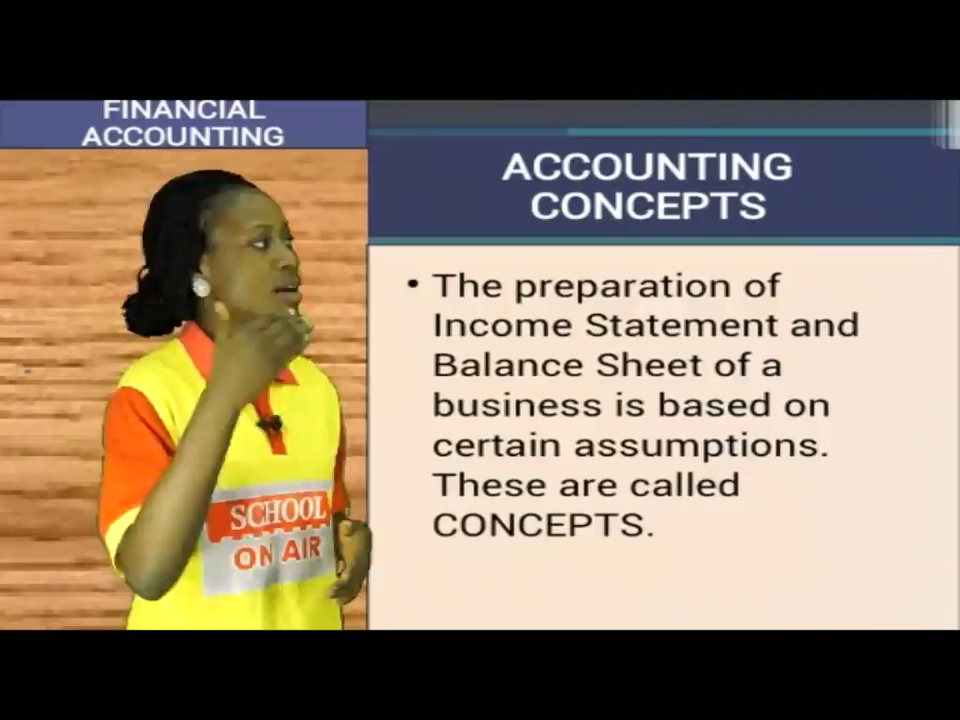 FINANCIAL
ACCOUNTING
ACCOUNTING
CONCEPTS
• The preparation of
Income Statement and
Balance Sheet of a
business is based on
certain assumptions.
These are called
CONCEPTS.
SCHOOL
ON AIR